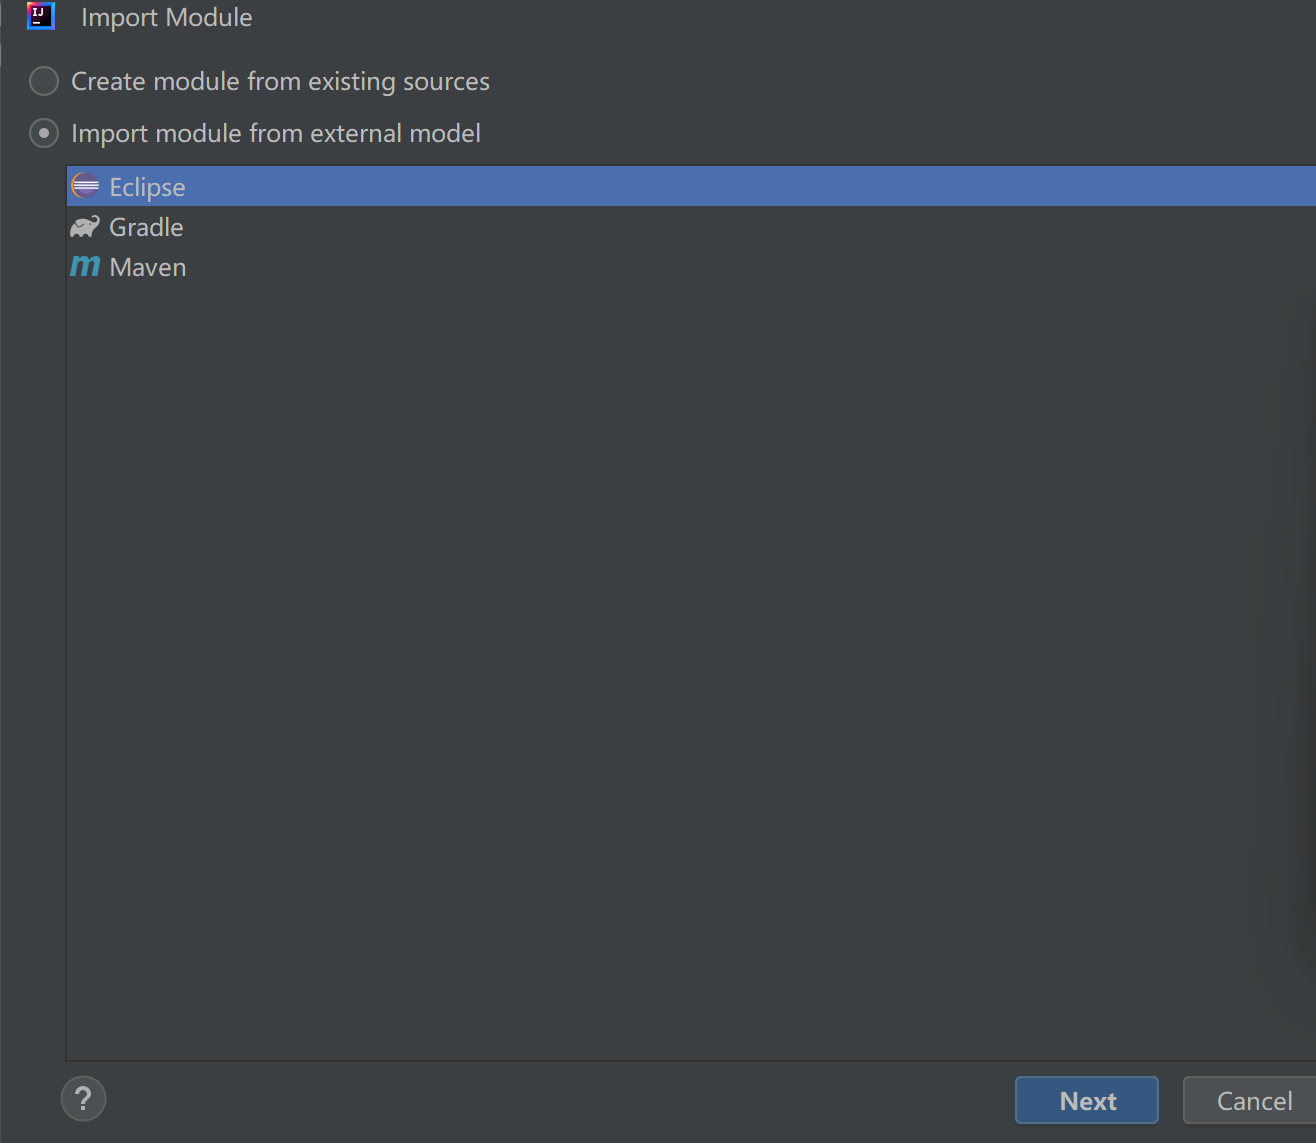 IJ
Import Module
Create module from existing sources
Import module from external model
Eclipse
Gradle
m Maven
?
Next
Cancel